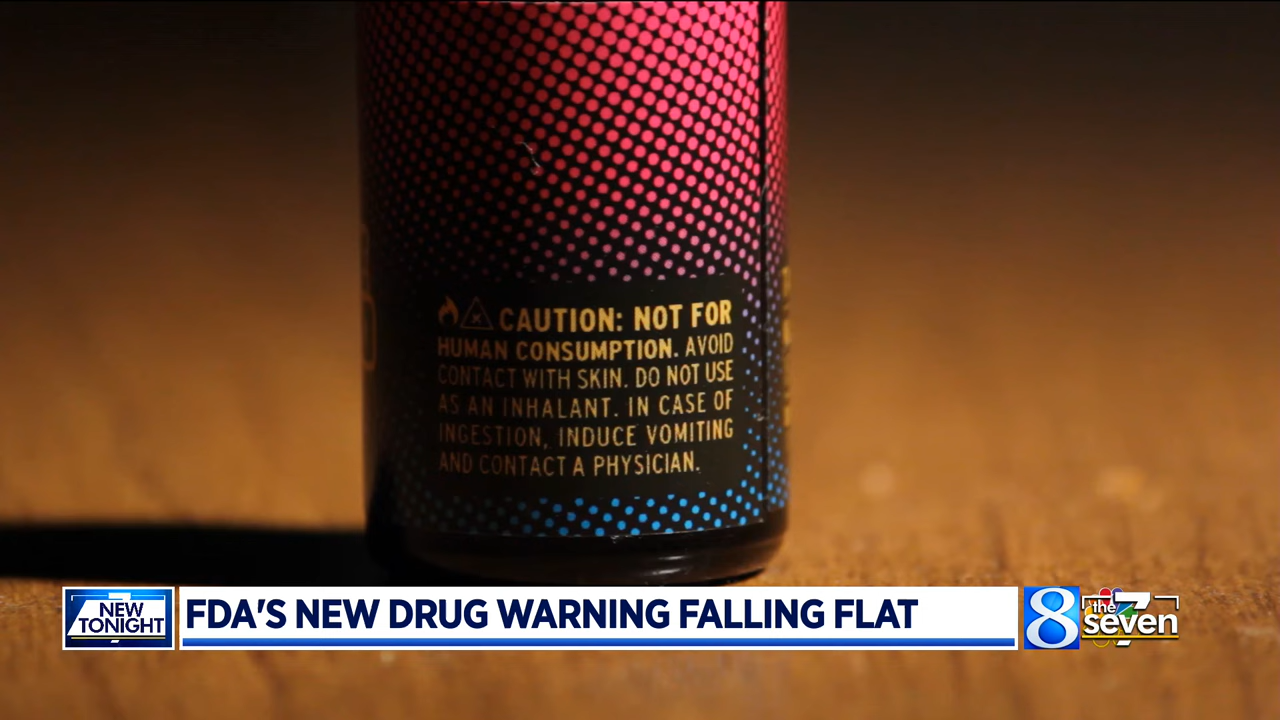 CAUTION: NOT FOR
HUMAN CONSUMPTION. AVOID
CONTACT WITH SKIN. DO NOT USE
AS AN INHALANT. IN CASE OF
INGESTION, INDUCE VOMITING
AND CONTACT A PHYSICIAN.
NEW
TONIGHT
FDA'S NEW DRUG WARNING FALLING FLAT
8
the
seven